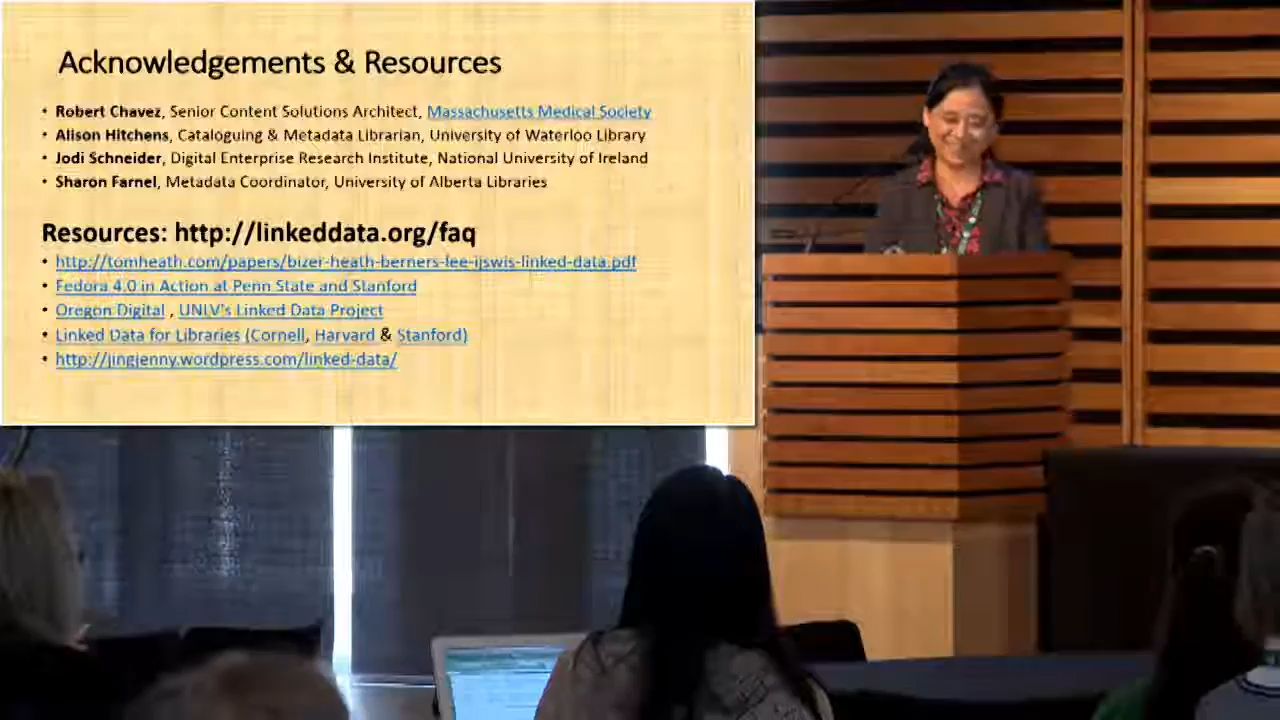 Acknowledgements & Resources
• Robert Chavez, Senior Content Solutions Architect, Massachusetts Medical Society
• Alison Hitchens, Cataloguing & Metadata Librarian, University of Waterloo Library
• Jodi Schneider, Digital Enterprise Research Institute, National University of Ireland
• Sharon Farnel, Metadata Coordinator, University of Alberta Libraries
Resources: http://linkeddata.org/faq
• http://tomheath.com/papers/bizer-heath-berners-lee-ijswis-linked-data.pdf
• Fedora 4.0 in Action at Penn State and Stanford
• Oregon Digital , UNLV's Linked Data Project
• Linked Data for Libraries (Cornell, Harvard & Stanford)
• http://jingjenny.wordpress.com/linked-data/